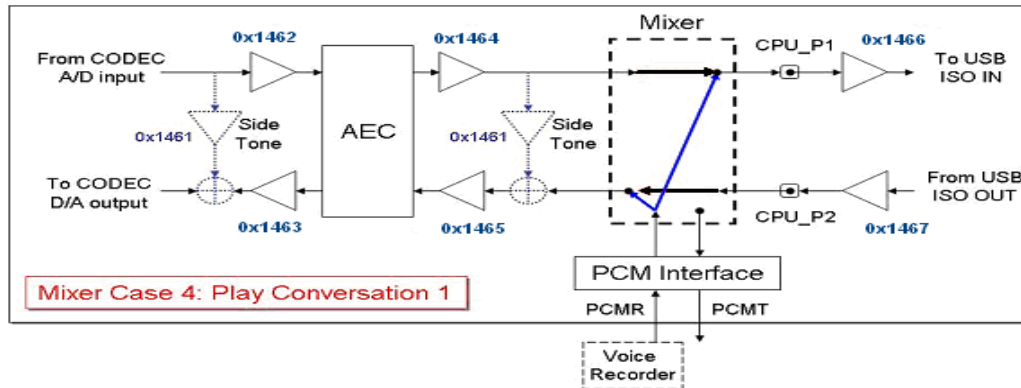 Mixer
0x1462
0x1464
CPU_P1
0x1466
From CODEC
A/D input
To USB
ISO IN
0x1461
Side
Tone
AEC
0x1461
Side
Tone
To CODEC
D/A output
From USB
ISO OUT
0x1463
0x1465
CPU_P2
0x1467
PCM Interface
Mixer Case 4: Play Conversation 1
PCMR
PCMT
Voice
Recorder